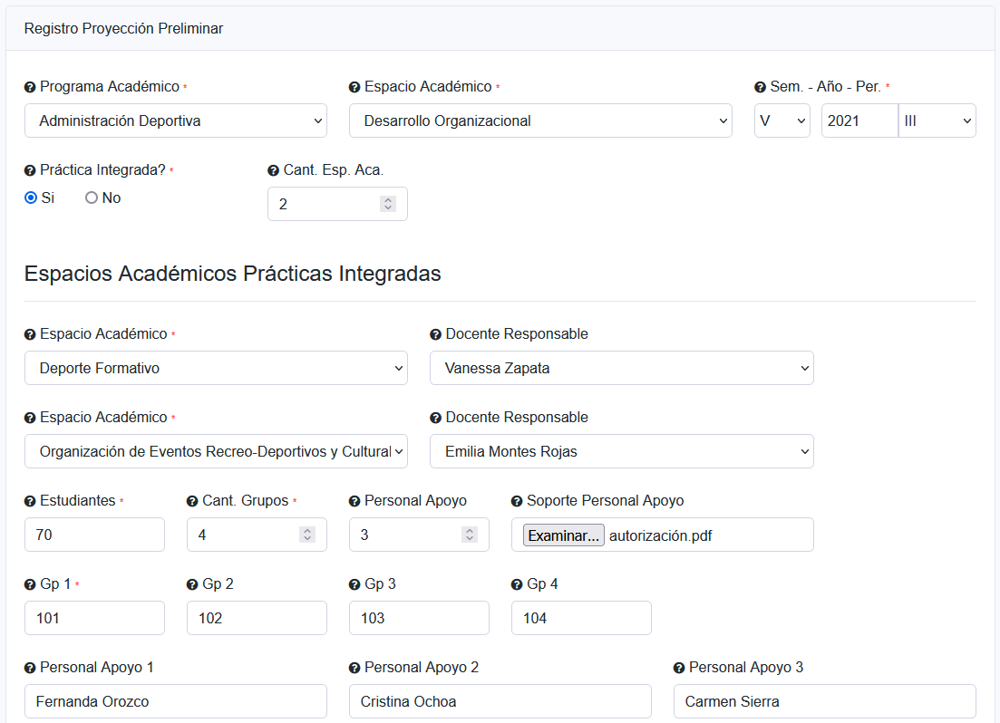 Registro Proyección Preliminar
Programa Académico * Espacio Académico * Sem. - Año - Per. *
Administración Deportiva Desarrollo Organizacional V 2021 III
Práctica Integrada? * Cant. Esp. Aca.
Si No 2
Espacios Académicos Prácticas Integradas
Espacio Académico * Docente Responsable
Deporte Formativo Vanessa Zapata
Espacio Académico * Docente Responsable
Organización de Eventos Recreo-Deportivos y Cultural Emilia Montes Rojas
Estudiantes * Cant. Grupos * Personal Apoyo Soporte Personal Apoyo
70 4 3 Examinar... autorización.pdf
Gp 1 * Gp 2 Gp 3 Gp 4
101 102 103 104
Personal Apoyo 1 Personal Apoyo 2 Personal Apoyo 3
Fernanda Orozco Cristina Ochoa Carmen Sierra